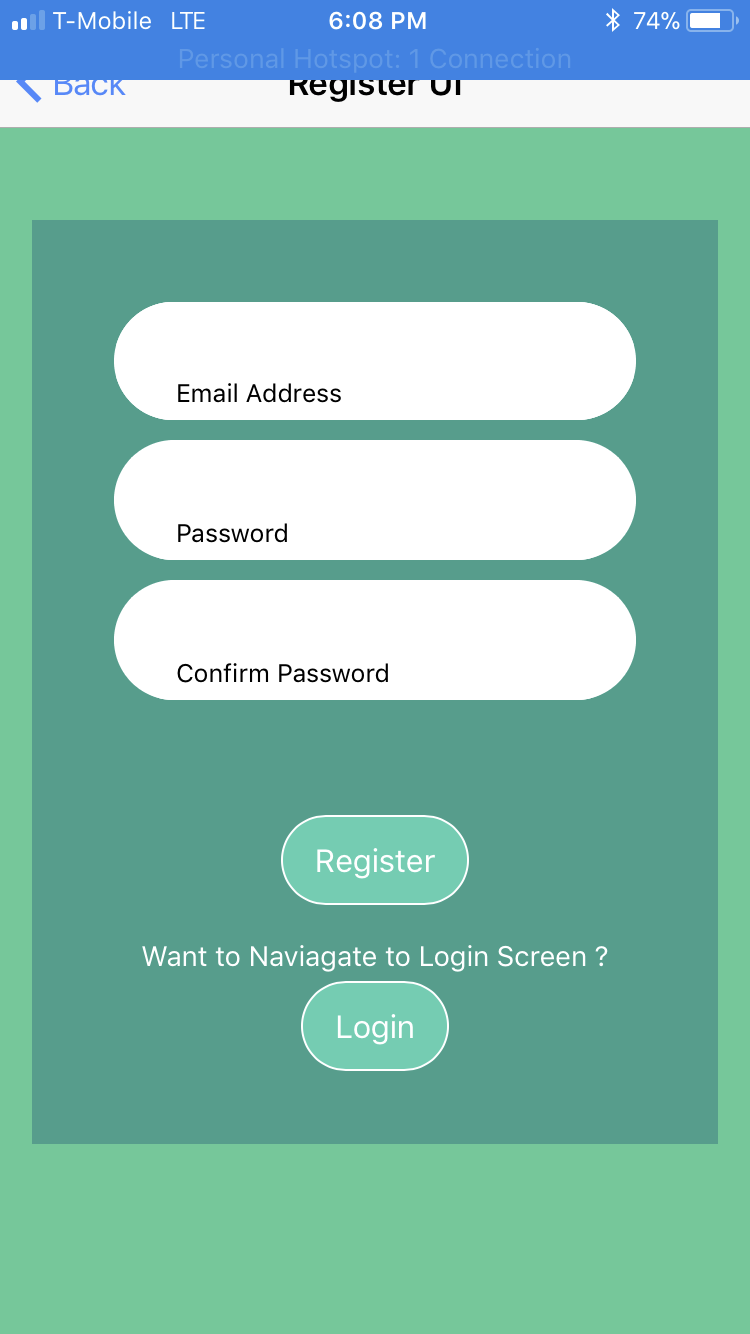 T-Mobile LTE 6:08 PM 74%
Personal Hotspot: 1 Connection
Back Register UI
Email Address
Password
Confirm Password
Register
Want to Naviagate to Login Screen ?
Login